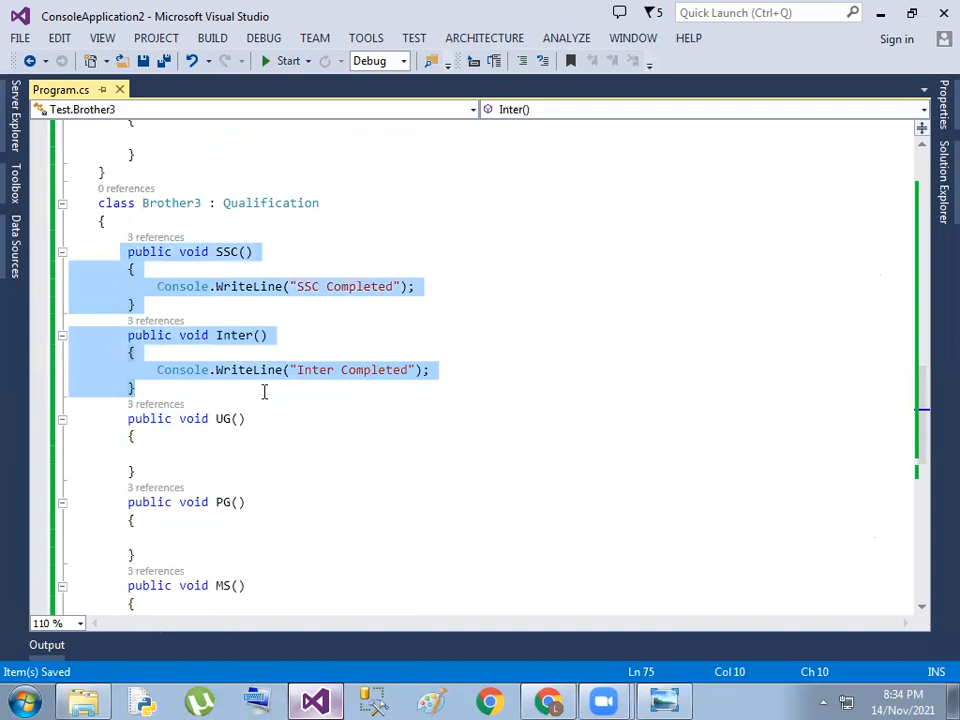 ConsoleApplication2 - Microsoft Visual Studio
5
Quick Launch (Ctrl+Q)
FILE EDIT VIEW PROJECT BUILD DEBUG TEAM TOOLS TEST ARCHITECTURE ANALYZE WINDOW HELP
Sign in
Start Debug
Program.cs
Test.Brother3 Inter()
Server Explorer
Toolbox
Data Sources
Properties
Solution Explorer
{
}
}
0 references
class Brother3 : Qualification
{
3 references
public void SSC()
{
Console.WriteLine("SSC Completed");
}
3 references
public void Inter()
{
Console.WriteLine("Inter Completed");
}
3 references
public void UG()
{
}
3 references
public void PG()
{
}
3 references
public void MS()
{
110 %
Output
Item(s) Saved Ln 75 Col 10 Ch 10 INS
8:34 PM
14/Nov/2021